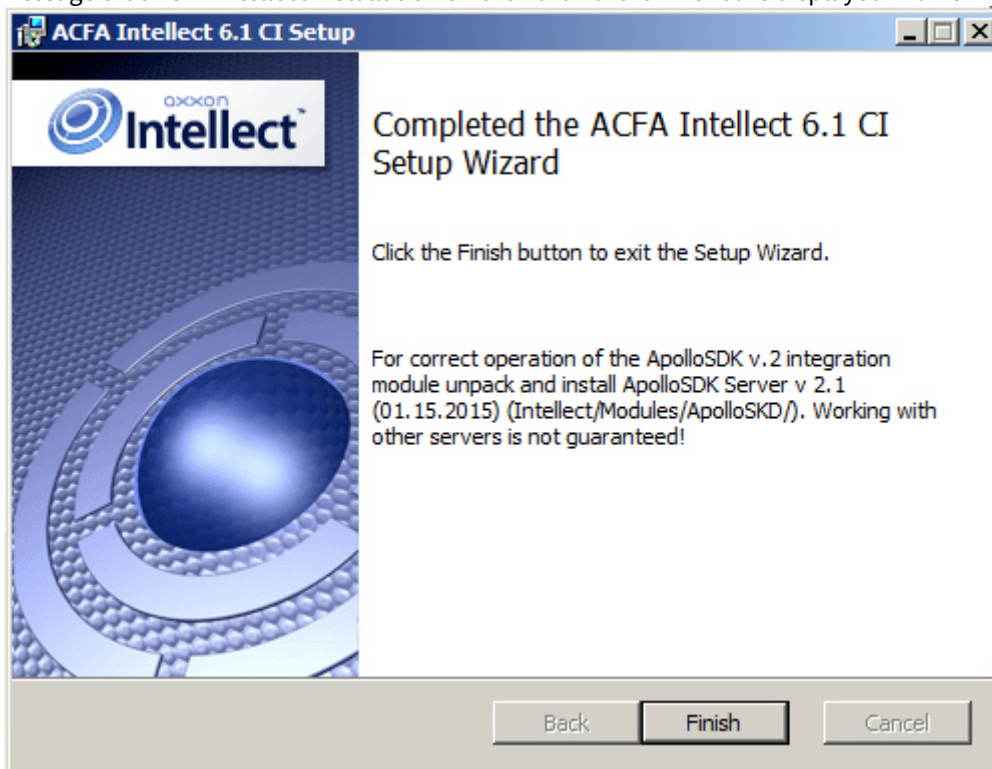 ACFA Intellect 6.1 CI Setup
axxon
Intellect™
Completed the ACFA Intellect 6.1 CI
Setup Wizard
Click the Finish button to exit the Setup Wizard.
For correct operation of the ApolloSDK v.2 integration
module unpack and install ApolloSDK Server v 2.1
(01.15.2015) (Intellect/Modules/ApolloSKD/). Working with
other servers is not guaranteed!
Back Finish Cancel